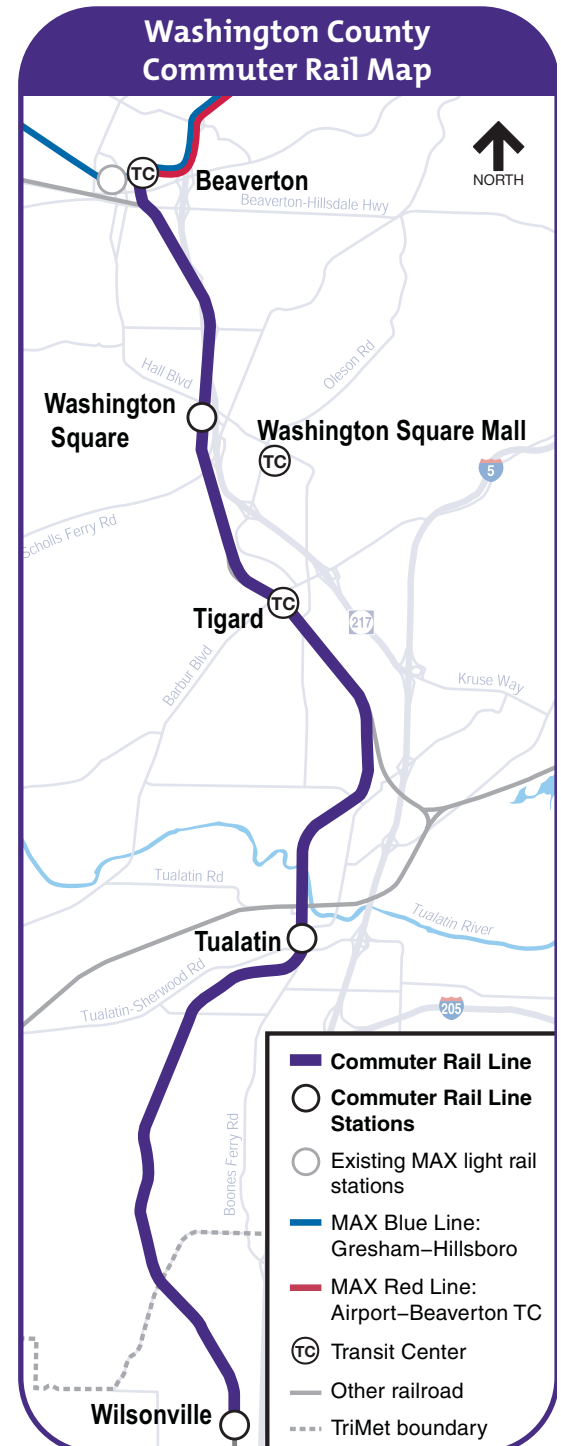 Washington County
Commuter Rail Map
NORTH
TC
Beaverton
Beaverton-Hillsdale Hwy
Hall Blvd
Oleson Rd
Washington
Square
Washington Square Mall
TC
5
Scholls Ferry Rd
TC
Tigard
217
Barbur Blvd
Kruse Way
Tualatin Rd
Tualatin River
Tualatin
Tualatin-Sherwood Rd
205
Boones Ferry Rd
Wilsonville
Commuter Rail Line
Commuter Rail Line
Stations
Existing MAX light rail
stations
MAX Blue Line:
Gresham–Hillsboro
MAX Red Line:
Airport–Beaverton TC
TC Transit Center
Other railroad
TriMet boundary